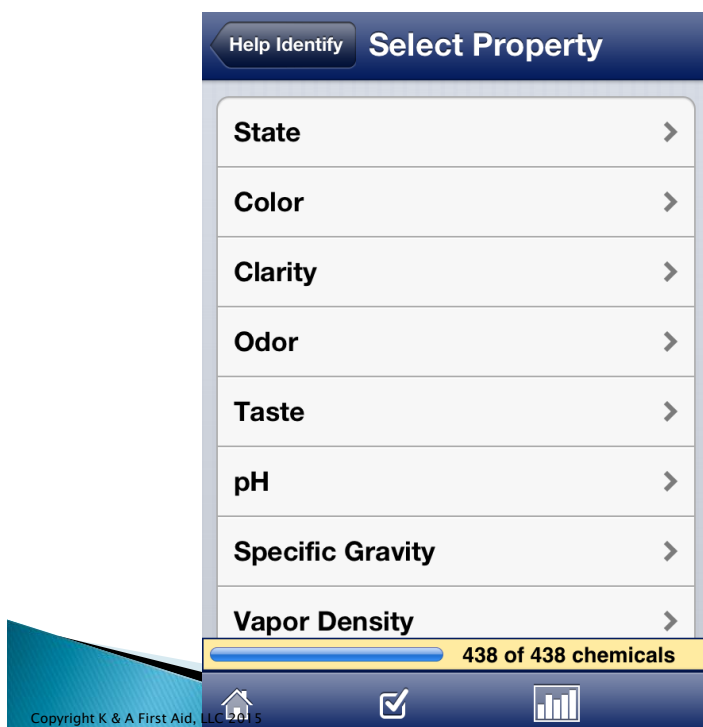 Help Identify Select Property
State
Color
Clarity
Odor
Taste
pH
Specific Gravity
Vapor Density
438 of 438 chemicals
Copyright K & A First Aid, LLC 2015